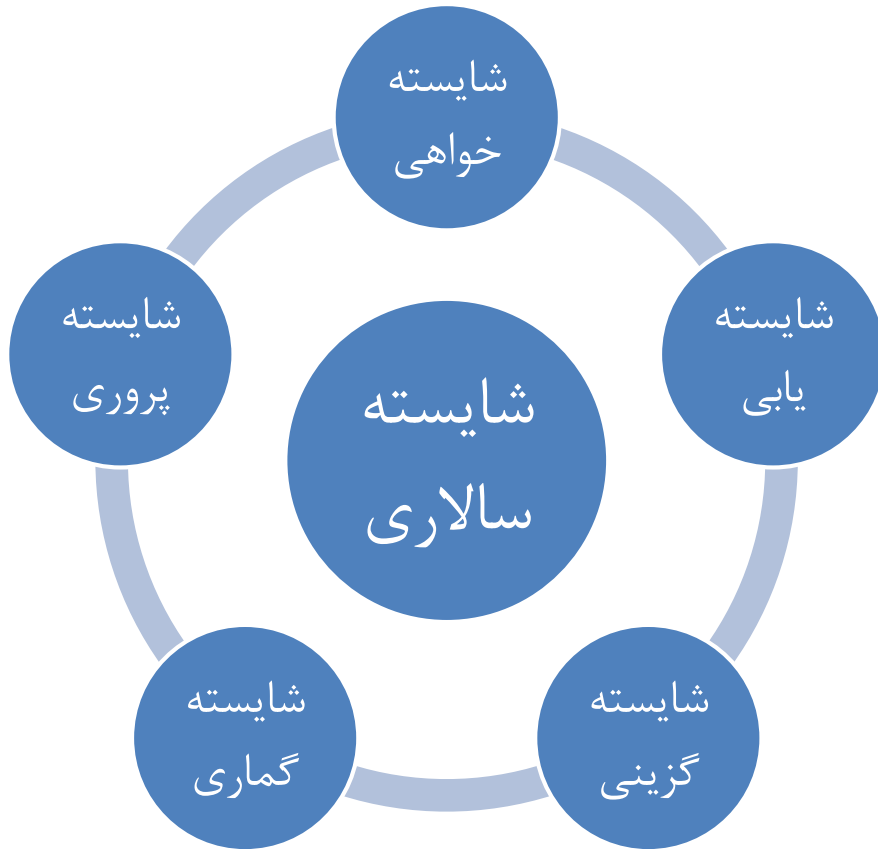 شایسته
خواهی
شایسته
یابی
شایسته
گزینی
شایسته
گماری
شایسته
پروری
شایسته
سالاری